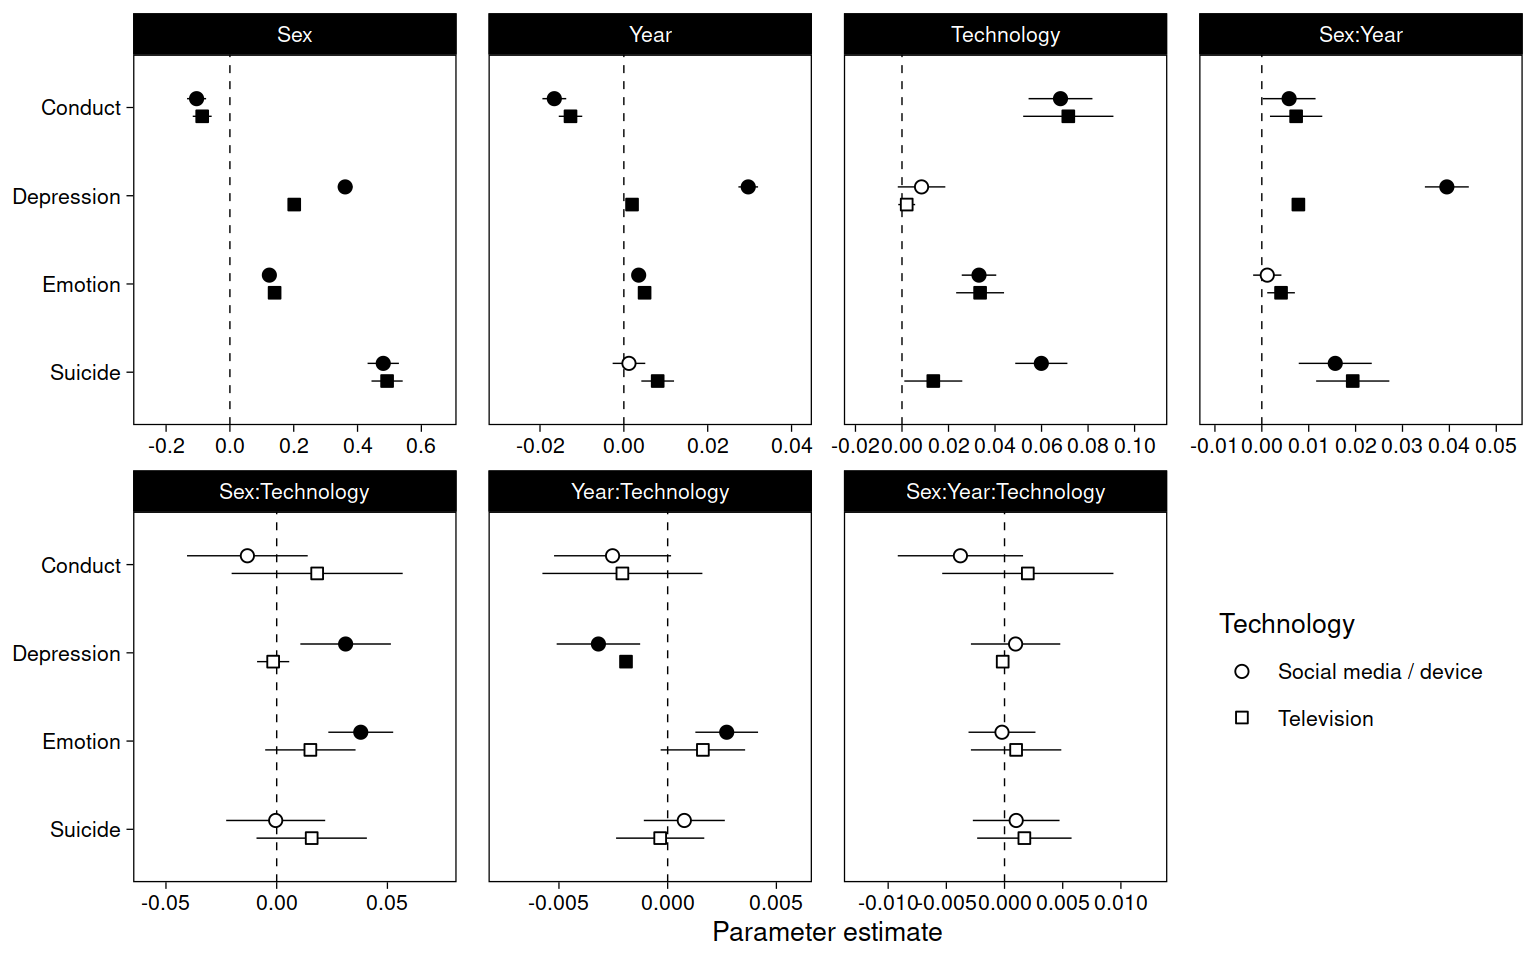 Sex Year Technology Sex:Year
Conduct
Depression
Emotion
Suicide
-0.2 0.0 0.2 0.4 0.6 -0.02 0.00 0.02 0.04 -0.02 0.00 0.02 0.04 0.06 0.08 0.10 -0.01 0.00 0.01 0.02 0.03 0.04 0.05
Sex:Technology Year:Technology Sex:Year:Technology
Conduct
Depression
Emotion
Suicide
-0.05 0.00 0.05 -0.005 0.000 0.005 -0.010 -0.005 0.000 0.005 0.010
Parameter estimate
Technology
Social media / device
Television